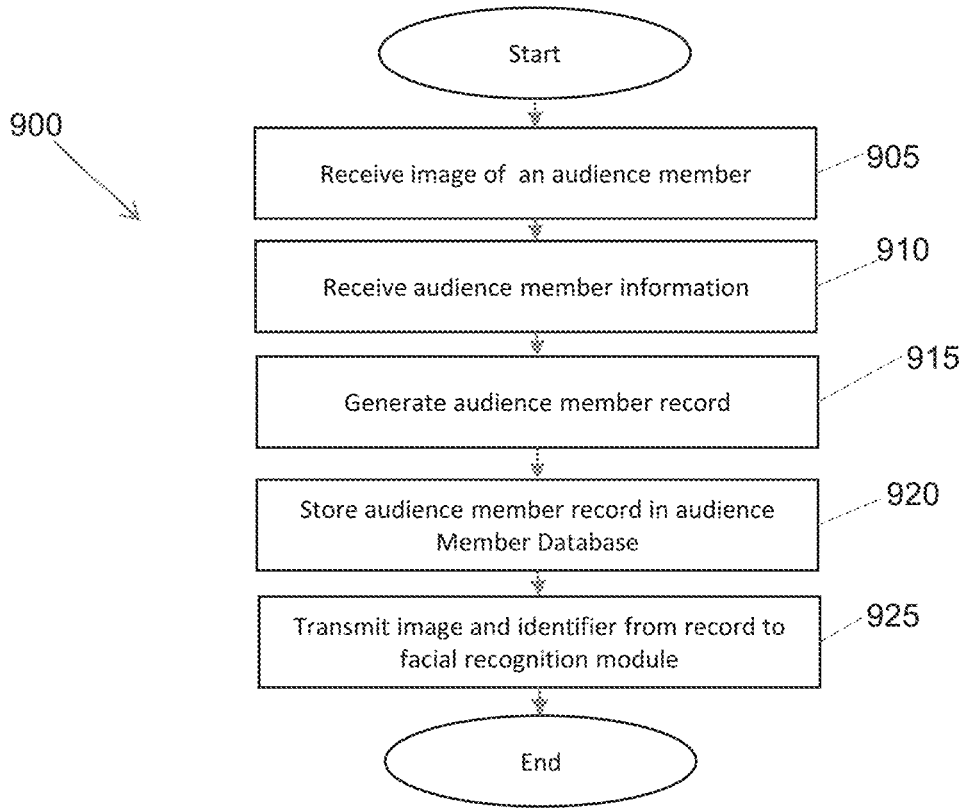 Start
900
Receive image of an audience member
905
Receive audience member information
910
Generate audience member record
915
Store audience member record in audience
Member Database
920
Transmit image and identifier from record to
facial recognition module
925
End